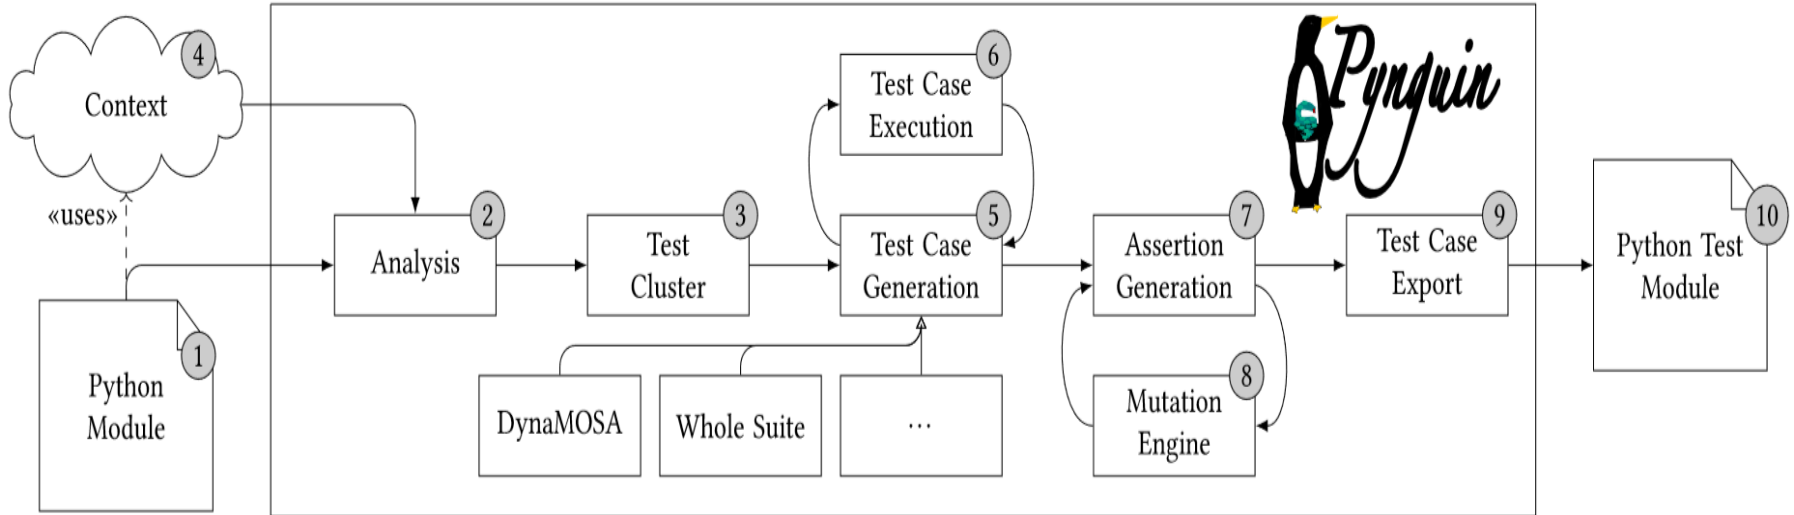 4
Context
«uses»
1
Python
Module
2
Analysis
3
Test
Cluster
6
Test Case
Execution
5
Test Case
Generation
DynaMOSA
Whole Suite
...
Pynguin
7
Assertion
Generation
8
Mutation
Engine
9
Test Case
Export
10
Python Test
Module